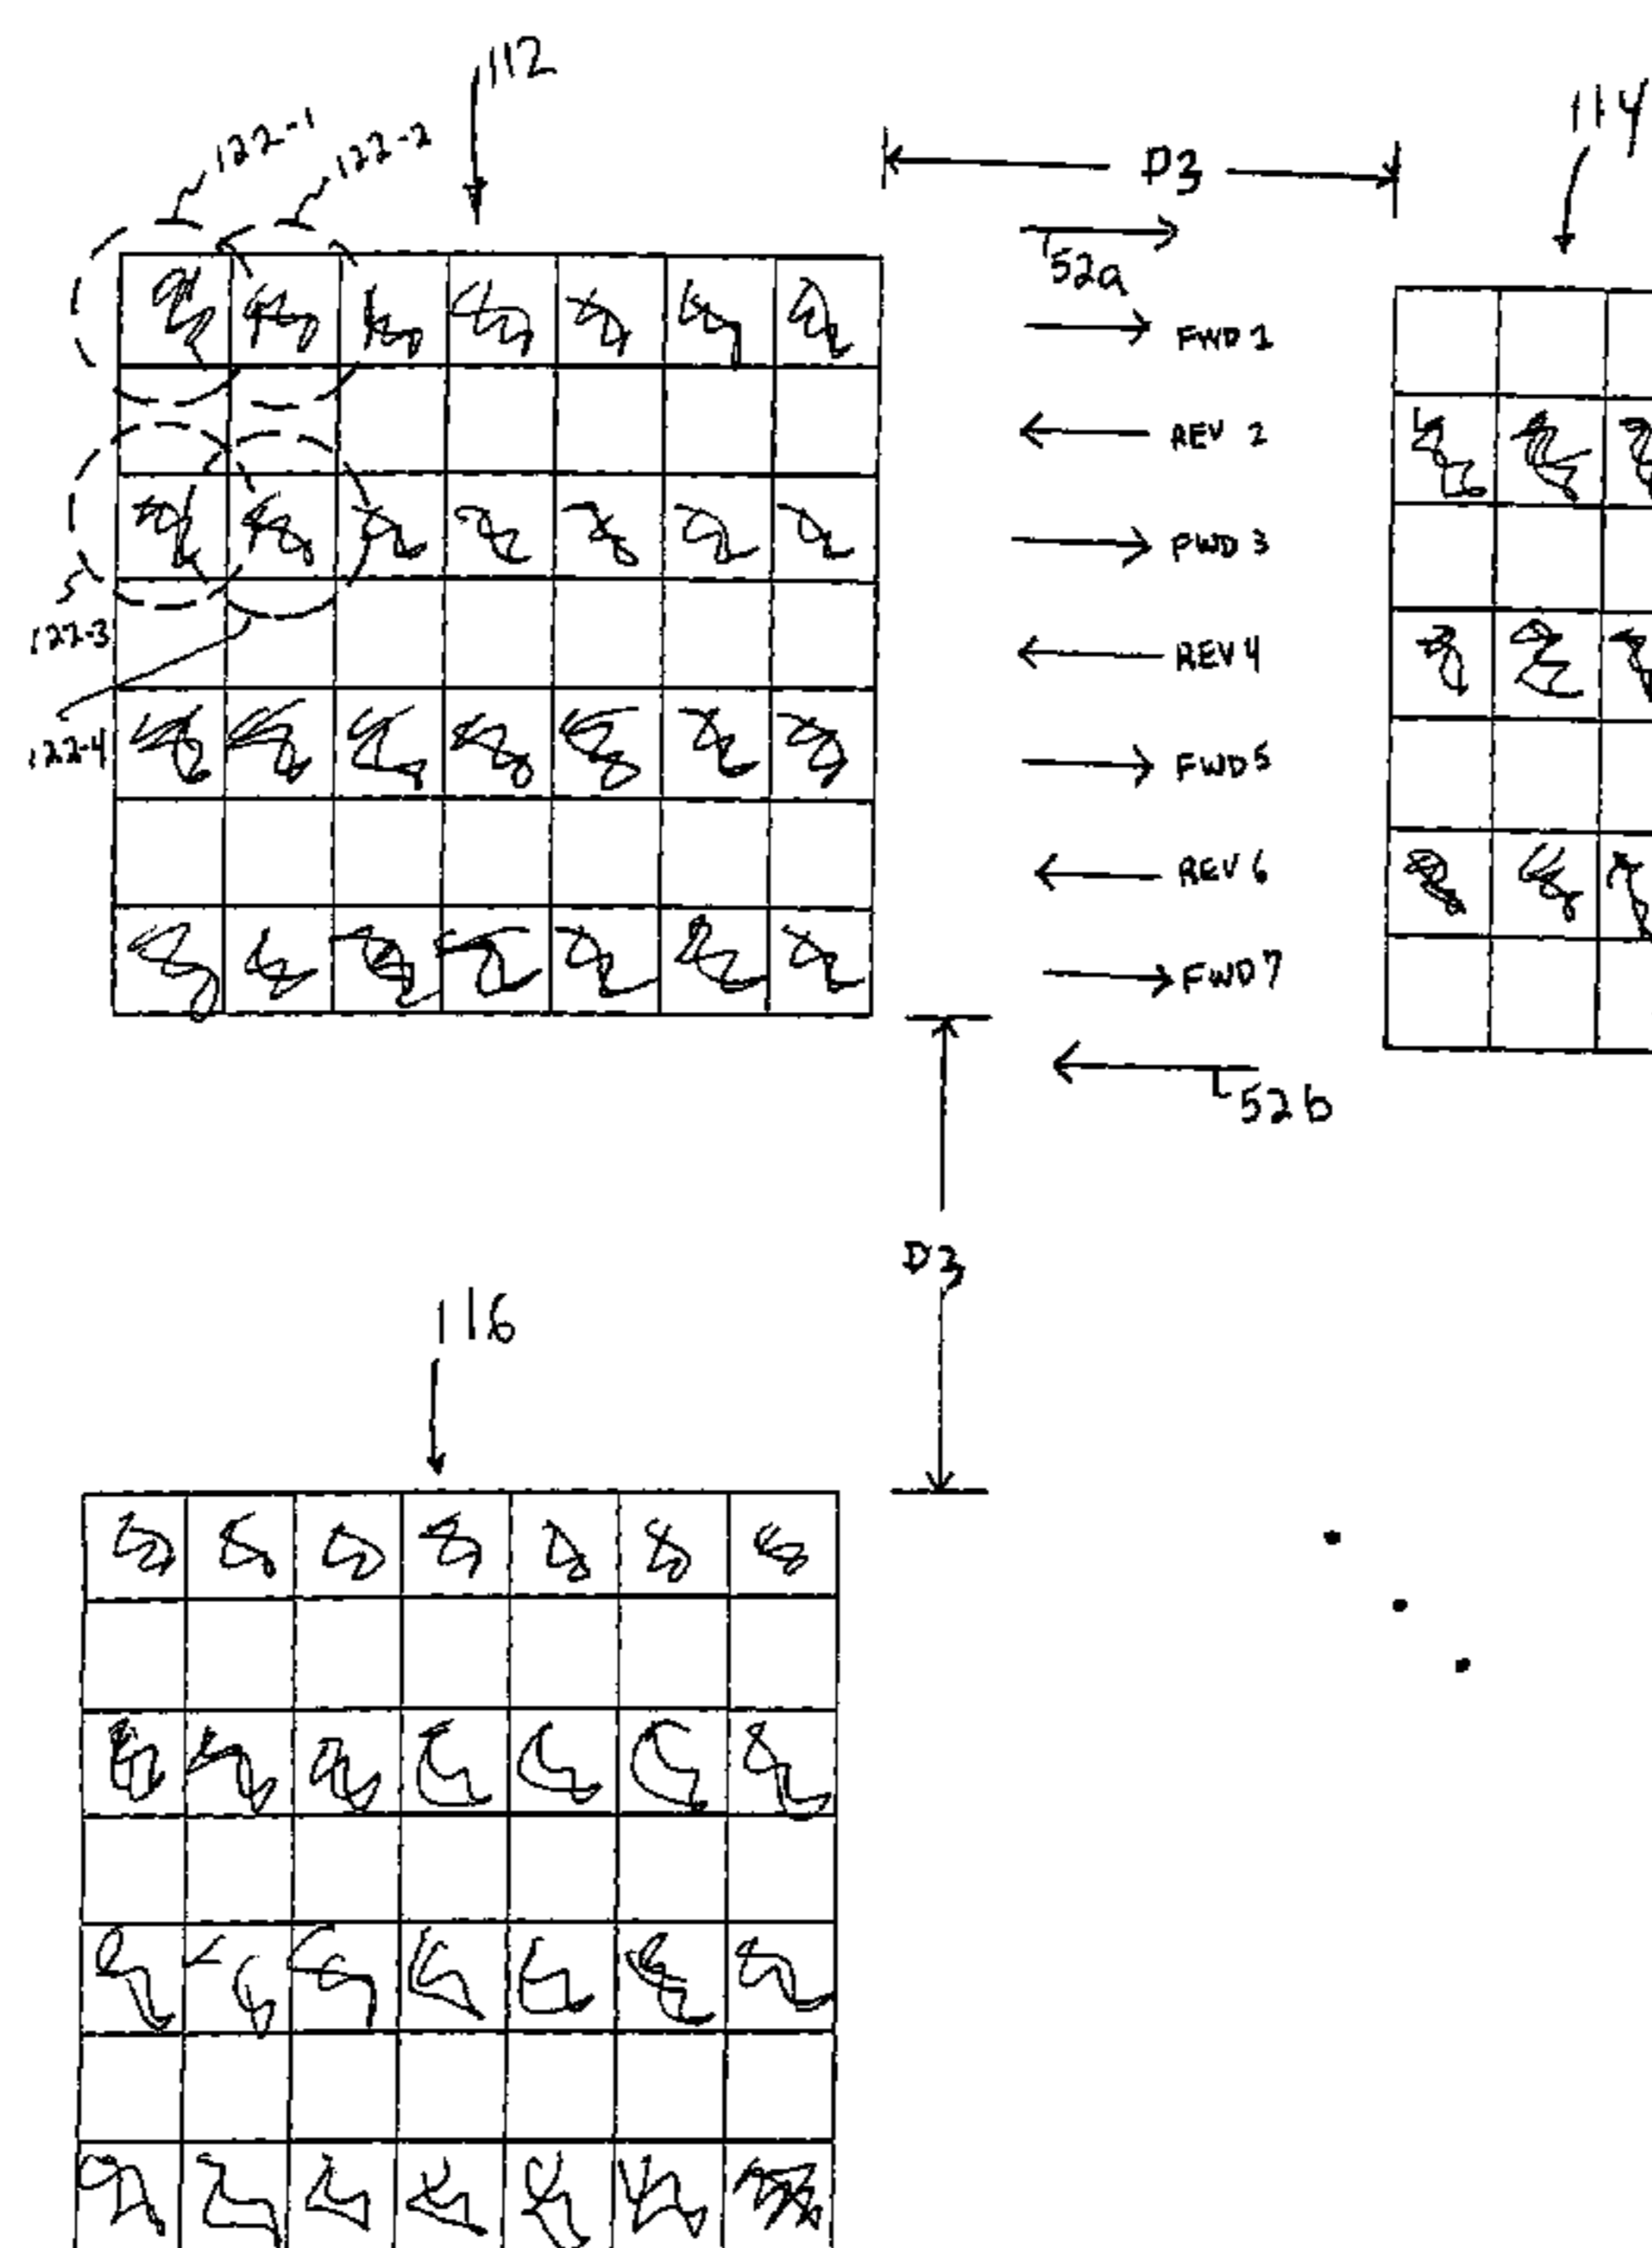 112
114
122-1
122-2
D3
52a
FWD 1
REV 2
FWD 3
122-3
REV 4
122-4
FWD 5
REV 6
FWD 7
52b
D3
116